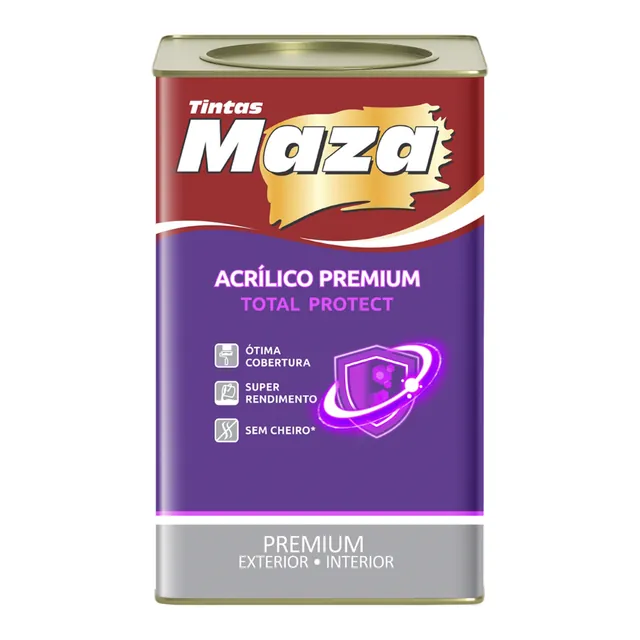 Tintas
Maza
ACRÍLICO PREMIUM
TOTAL PROTECT
ÓTIMA
COBERTURA
SUPER
RENDIMENTO
SEM CHEIRO*
PREMIUM
EXTERIOR • INTERIOR